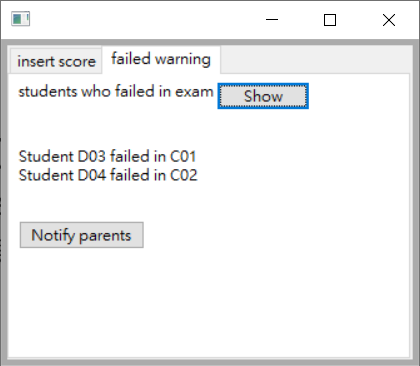 insert score failed warning
students who failed in exam Show
Student D03 failed in C01
Student D04 failed in C02
Notify parents